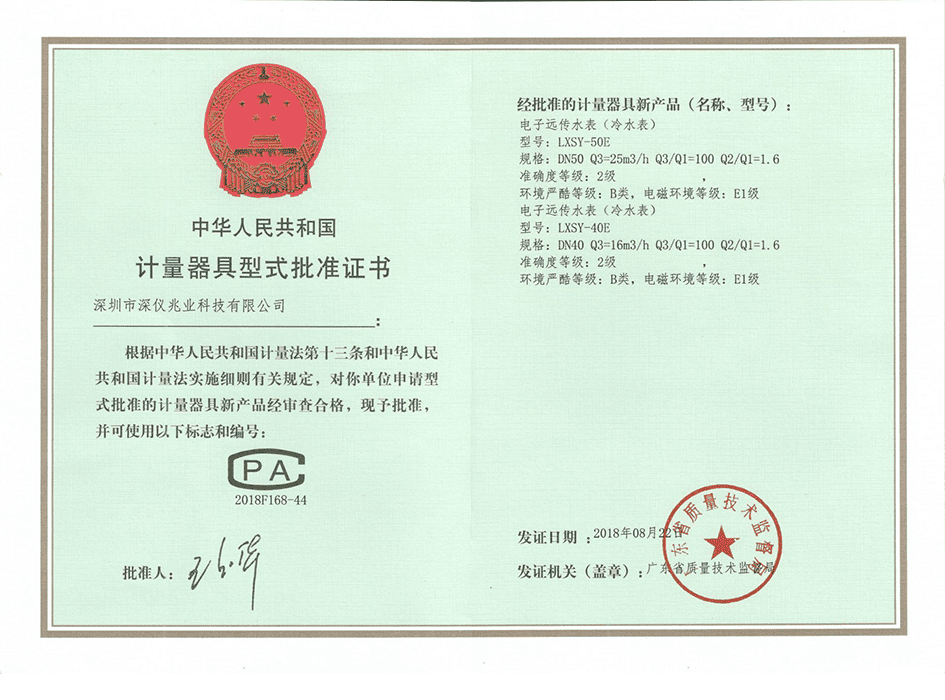 中华人民共和国
计量器具型式批准证书
深圳市深仪兆业科技有限公司
：
根据中华人民共和国计量法第十三条和中华人民
共和国计量法实施细则有关规定，对你单位申请型
式批准的计量器具新产品经审查合格，现予批准，
并可使用以下标志和编号：
CPA
2018F168-44
批准人：
经批准的计量器具新产品（名称、型号）：
电子远传水表（冷水表）
型号：LXSY-50E
规格：DN50 Q3=25m3/h Q3/Q1=100 Q2/Q1=1.6
准确度等级：2级 ，
环境严酷等级：B类，电磁环境等级：E1级
电子远传水表（冷水表）
型号：LXSY-40E
规格：DN40 Q3=16m3/h Q3/Q1=100 Q2/Q1=1.6
准确度等级：2级 ，
环境严酷等级：B类，电磁环境等级：E1级
发证日期：2018年08月22日
发证机关（盖章）：广东省质量技术监督局
广东省质量技术监督局